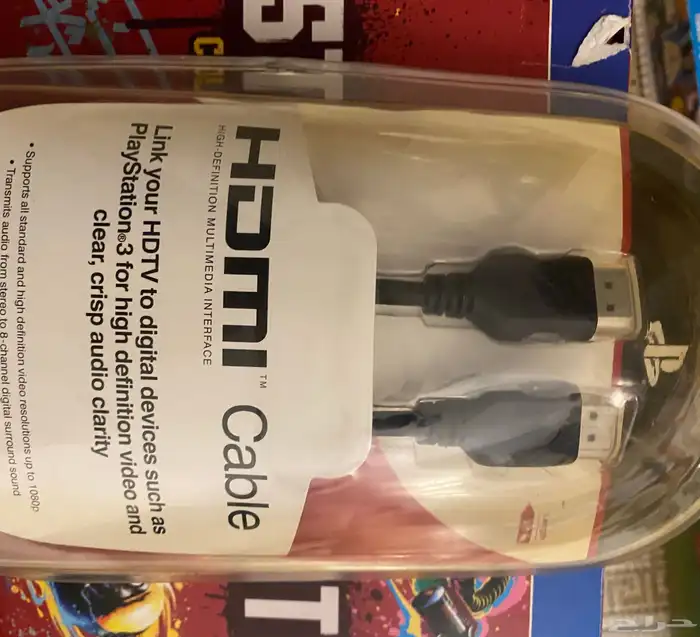 HDMI™ Cable
HIGH-DEFINITION MULTIMEDIA INTERFACE
Link your HDTV to digital devices such as
PlayStation®3 for high definition video and
clear, crisp audio clarity
• Supports all standard and high definition video resolutions up to 1080p
• Transmits audio from stereo to 8-channel digital surround sound
ST
T
حراج